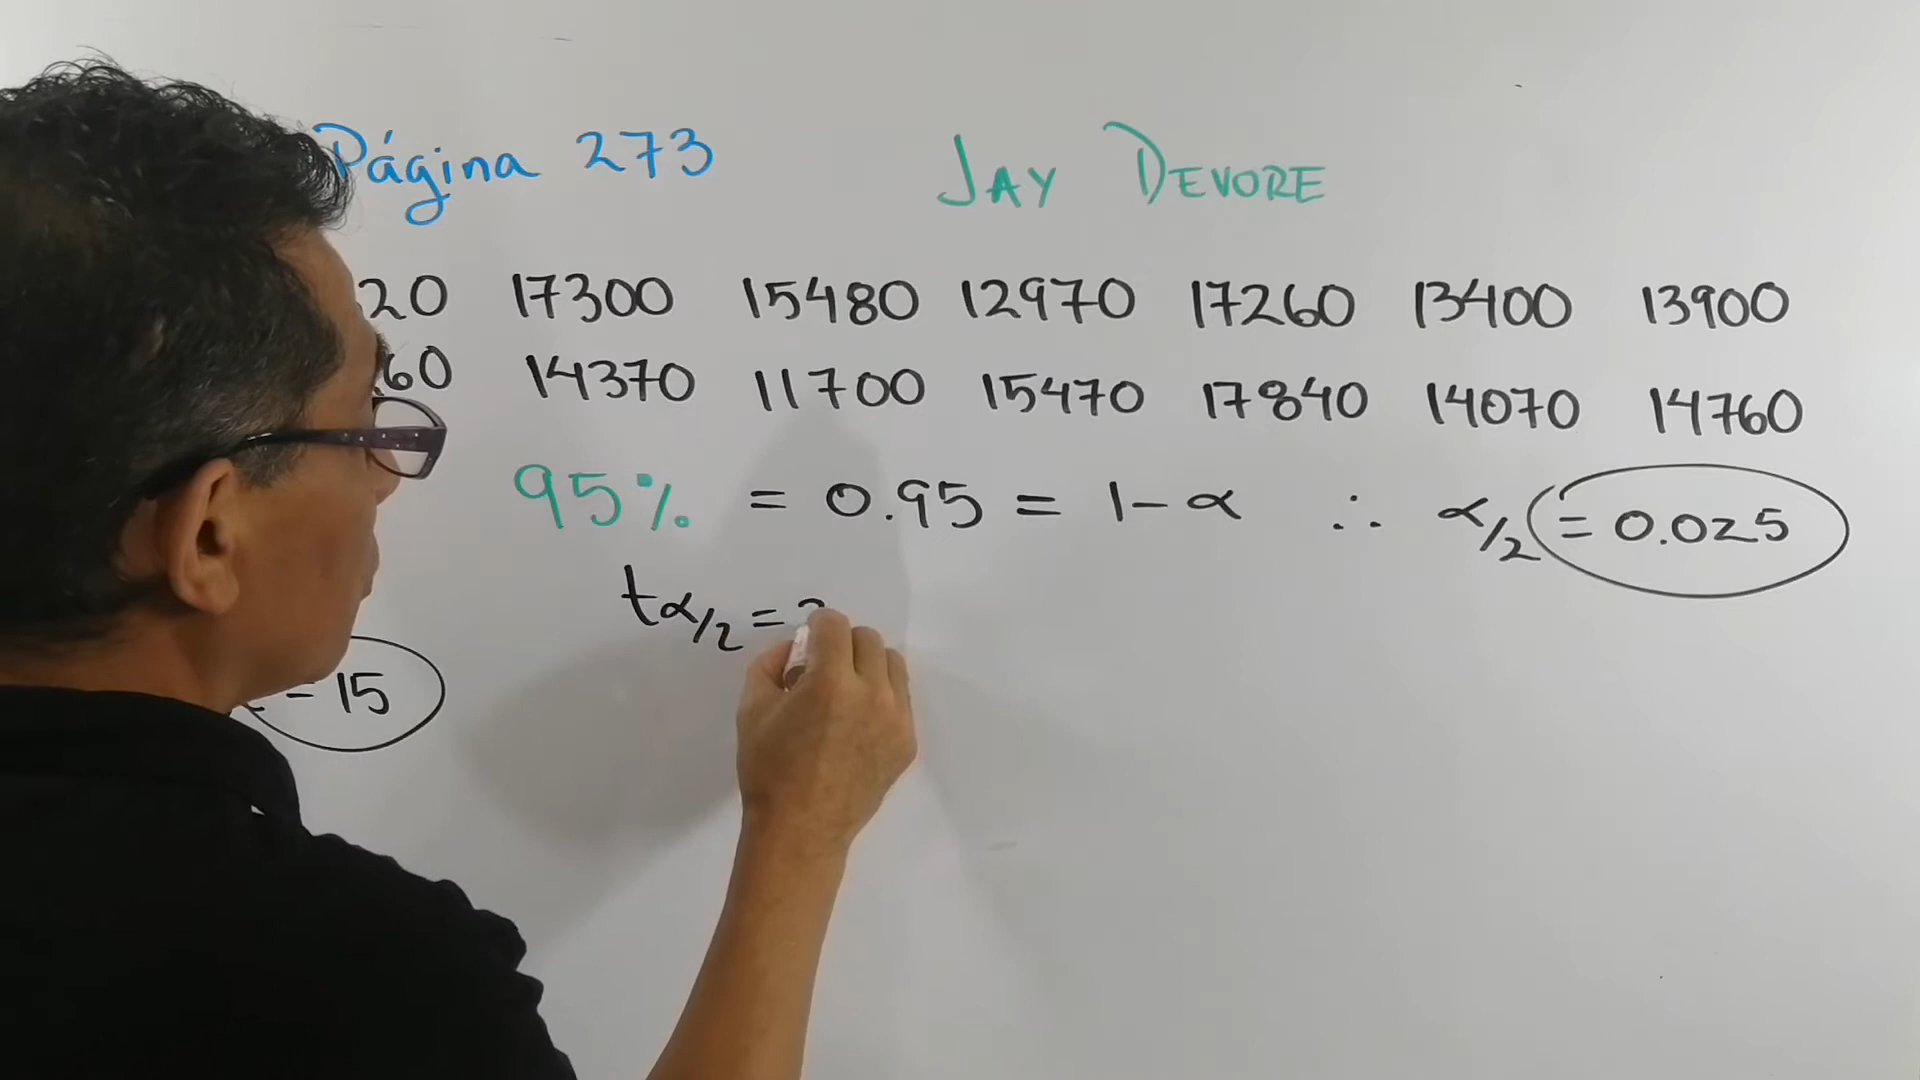 Página 273 JAY DEVORE
20 17300 15480 12970 17260 13400 13900
60 14370 11700 15470 17840 14070 14760
95% = 0.95 = 1-α ∴ α/2 = 0.025
tα/2 =
= 15